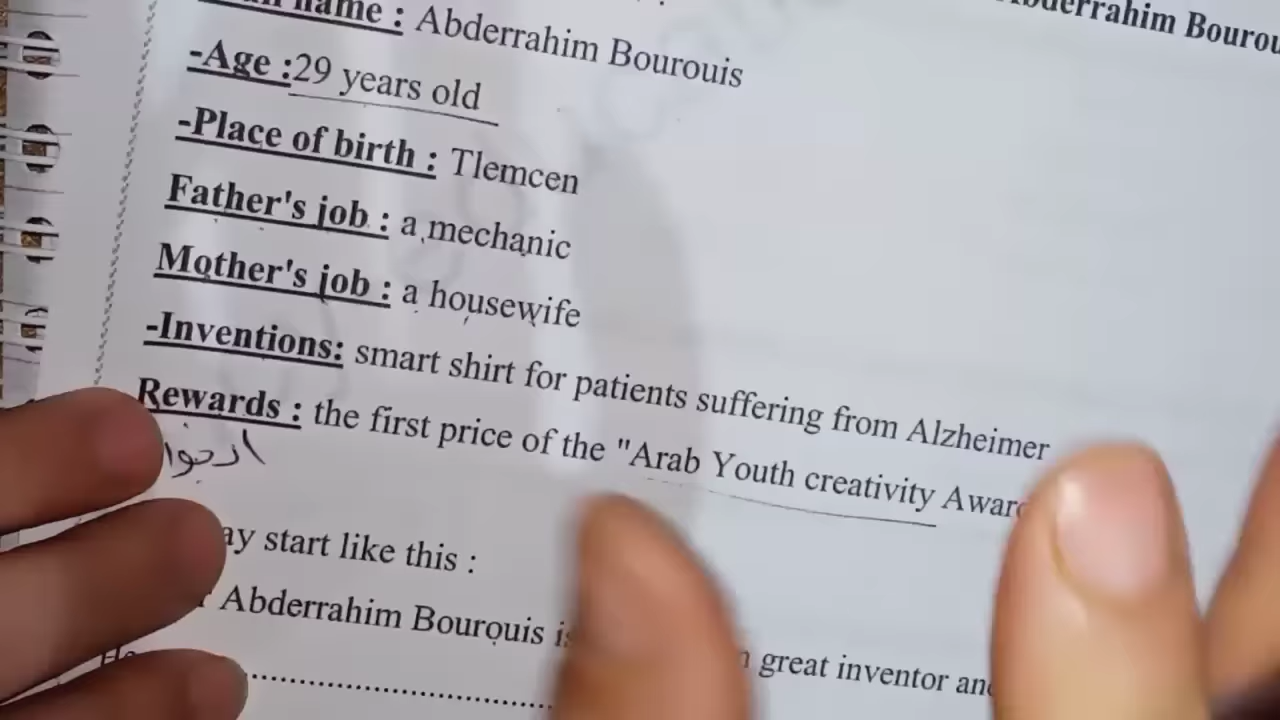 name : Abderrahim Bourouis
Abderrahim Bourou
-Age :29 years old
-Place of birth : Tlemcen
Father's job : a mechanic
Mother's job : a housewife
-Inventions: smart shirt for patients suffering from Alzheimer
Rewards : the first price of the "Arab Youth creativity Awar
ay start like this :
Abderrahim Bourouis is great inventor and
He